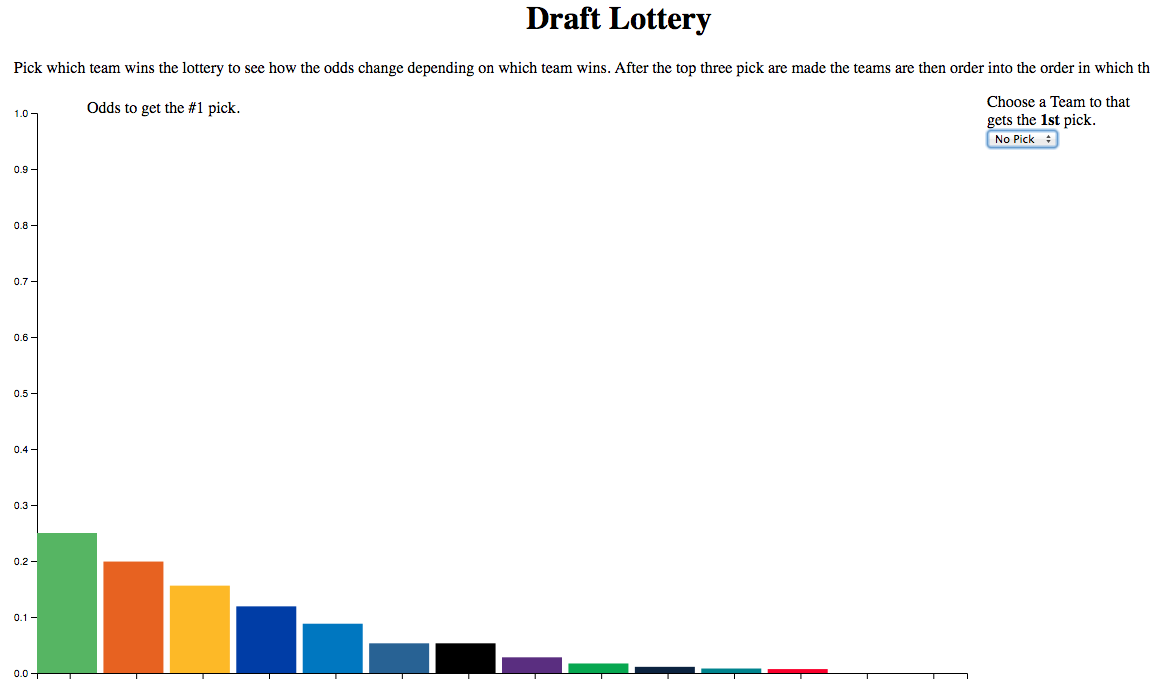 Draft Lottery
Pick which team wins the lottery to see how the odds change depending on which team wins. After the top three pick are made the teams are then order into the order in which th
Odds to get the #1 pick.
Choose a Team to that
gets the 1st pick.
No Pick
1.0
0.9
0.8
0.7
0.6
0.5
0.4
0.3
0.2
0.1
0.0